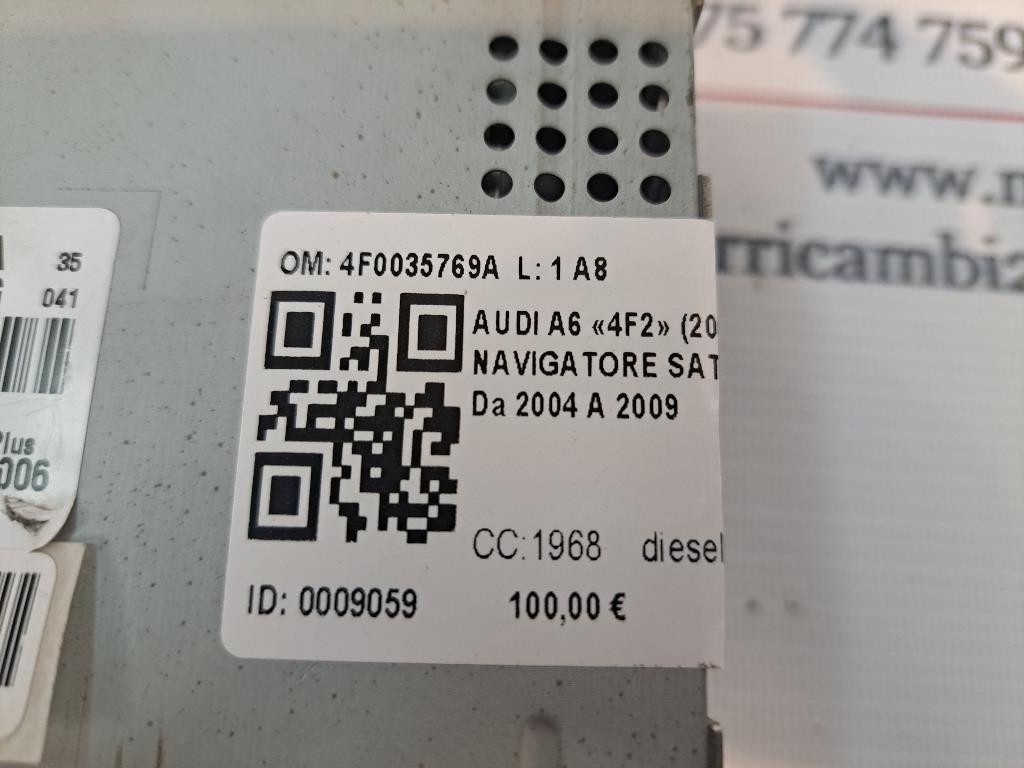 75 774 759
www.
rricambi2
35
041
Plus
006
OM: 4F0035769A L: 1 A8
AUDI A6 «4F2» (20
NAVIGATORE SAT
Da 2004 A 2009
CC:1968 diesel
ID: 0009059 100,00 €